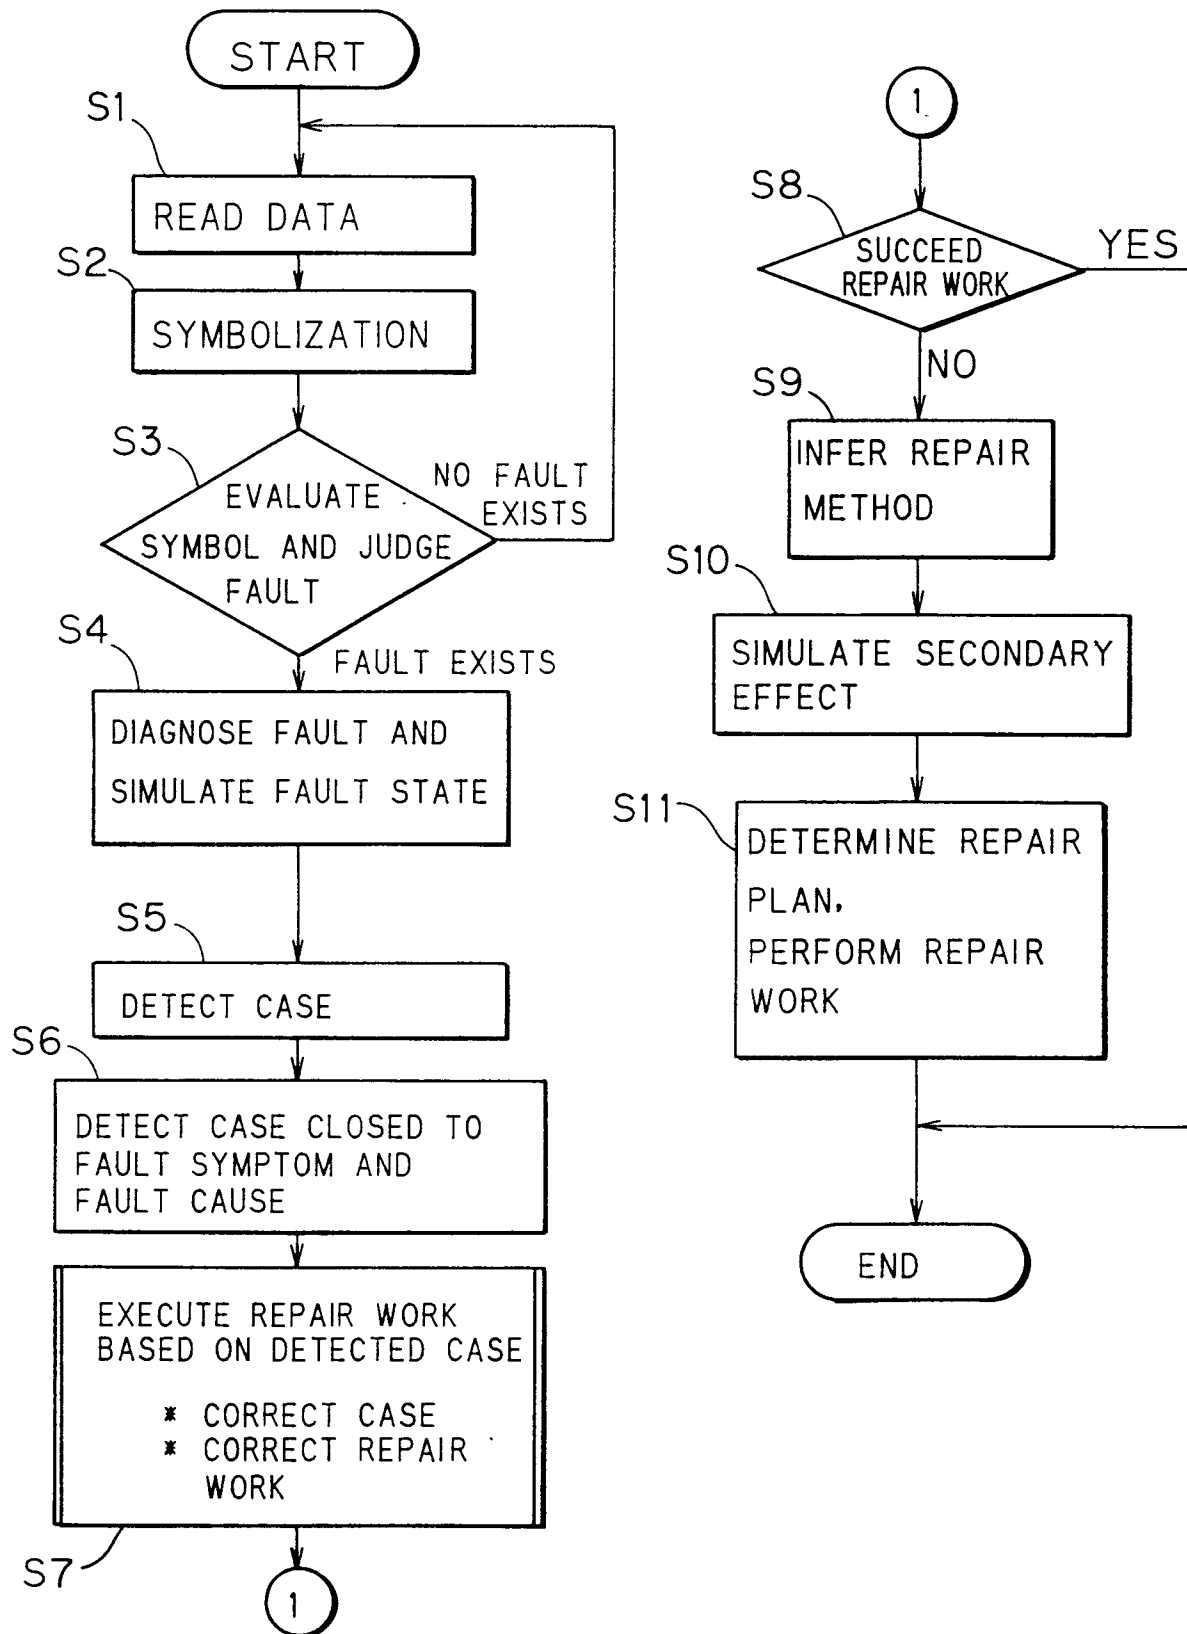 START
S1
READ DATA
S2
SYMBOLIZATION
S3
EVALUATE
SYMBOL AND JUDGE
FAULT
NO FAULT
EXISTS
FAULT EXISTS
S4
DIAGNOSE FAULT AND
SIMULATE FAULT STATE
S5
DETECT CASE
S6
DETECT CASE CLOSED TO
FAULT SYMPTOM AND
FAULT CAUSE
EXECUTE REPAIR WORK
BASED ON DETECTED CASE
* CORRECT CASE
* CORRECT REPAIR
WORK
S7
1
1
S8
SUCCEED
REPAIR WORK
YES
NO
S9
INFER REPAIR
METHOD
S10
SIMULATE SECONDARY
EFFECT
S11
DETERMINE REPAIR
PLAN.
PERFORM REPAIR
WORK
END